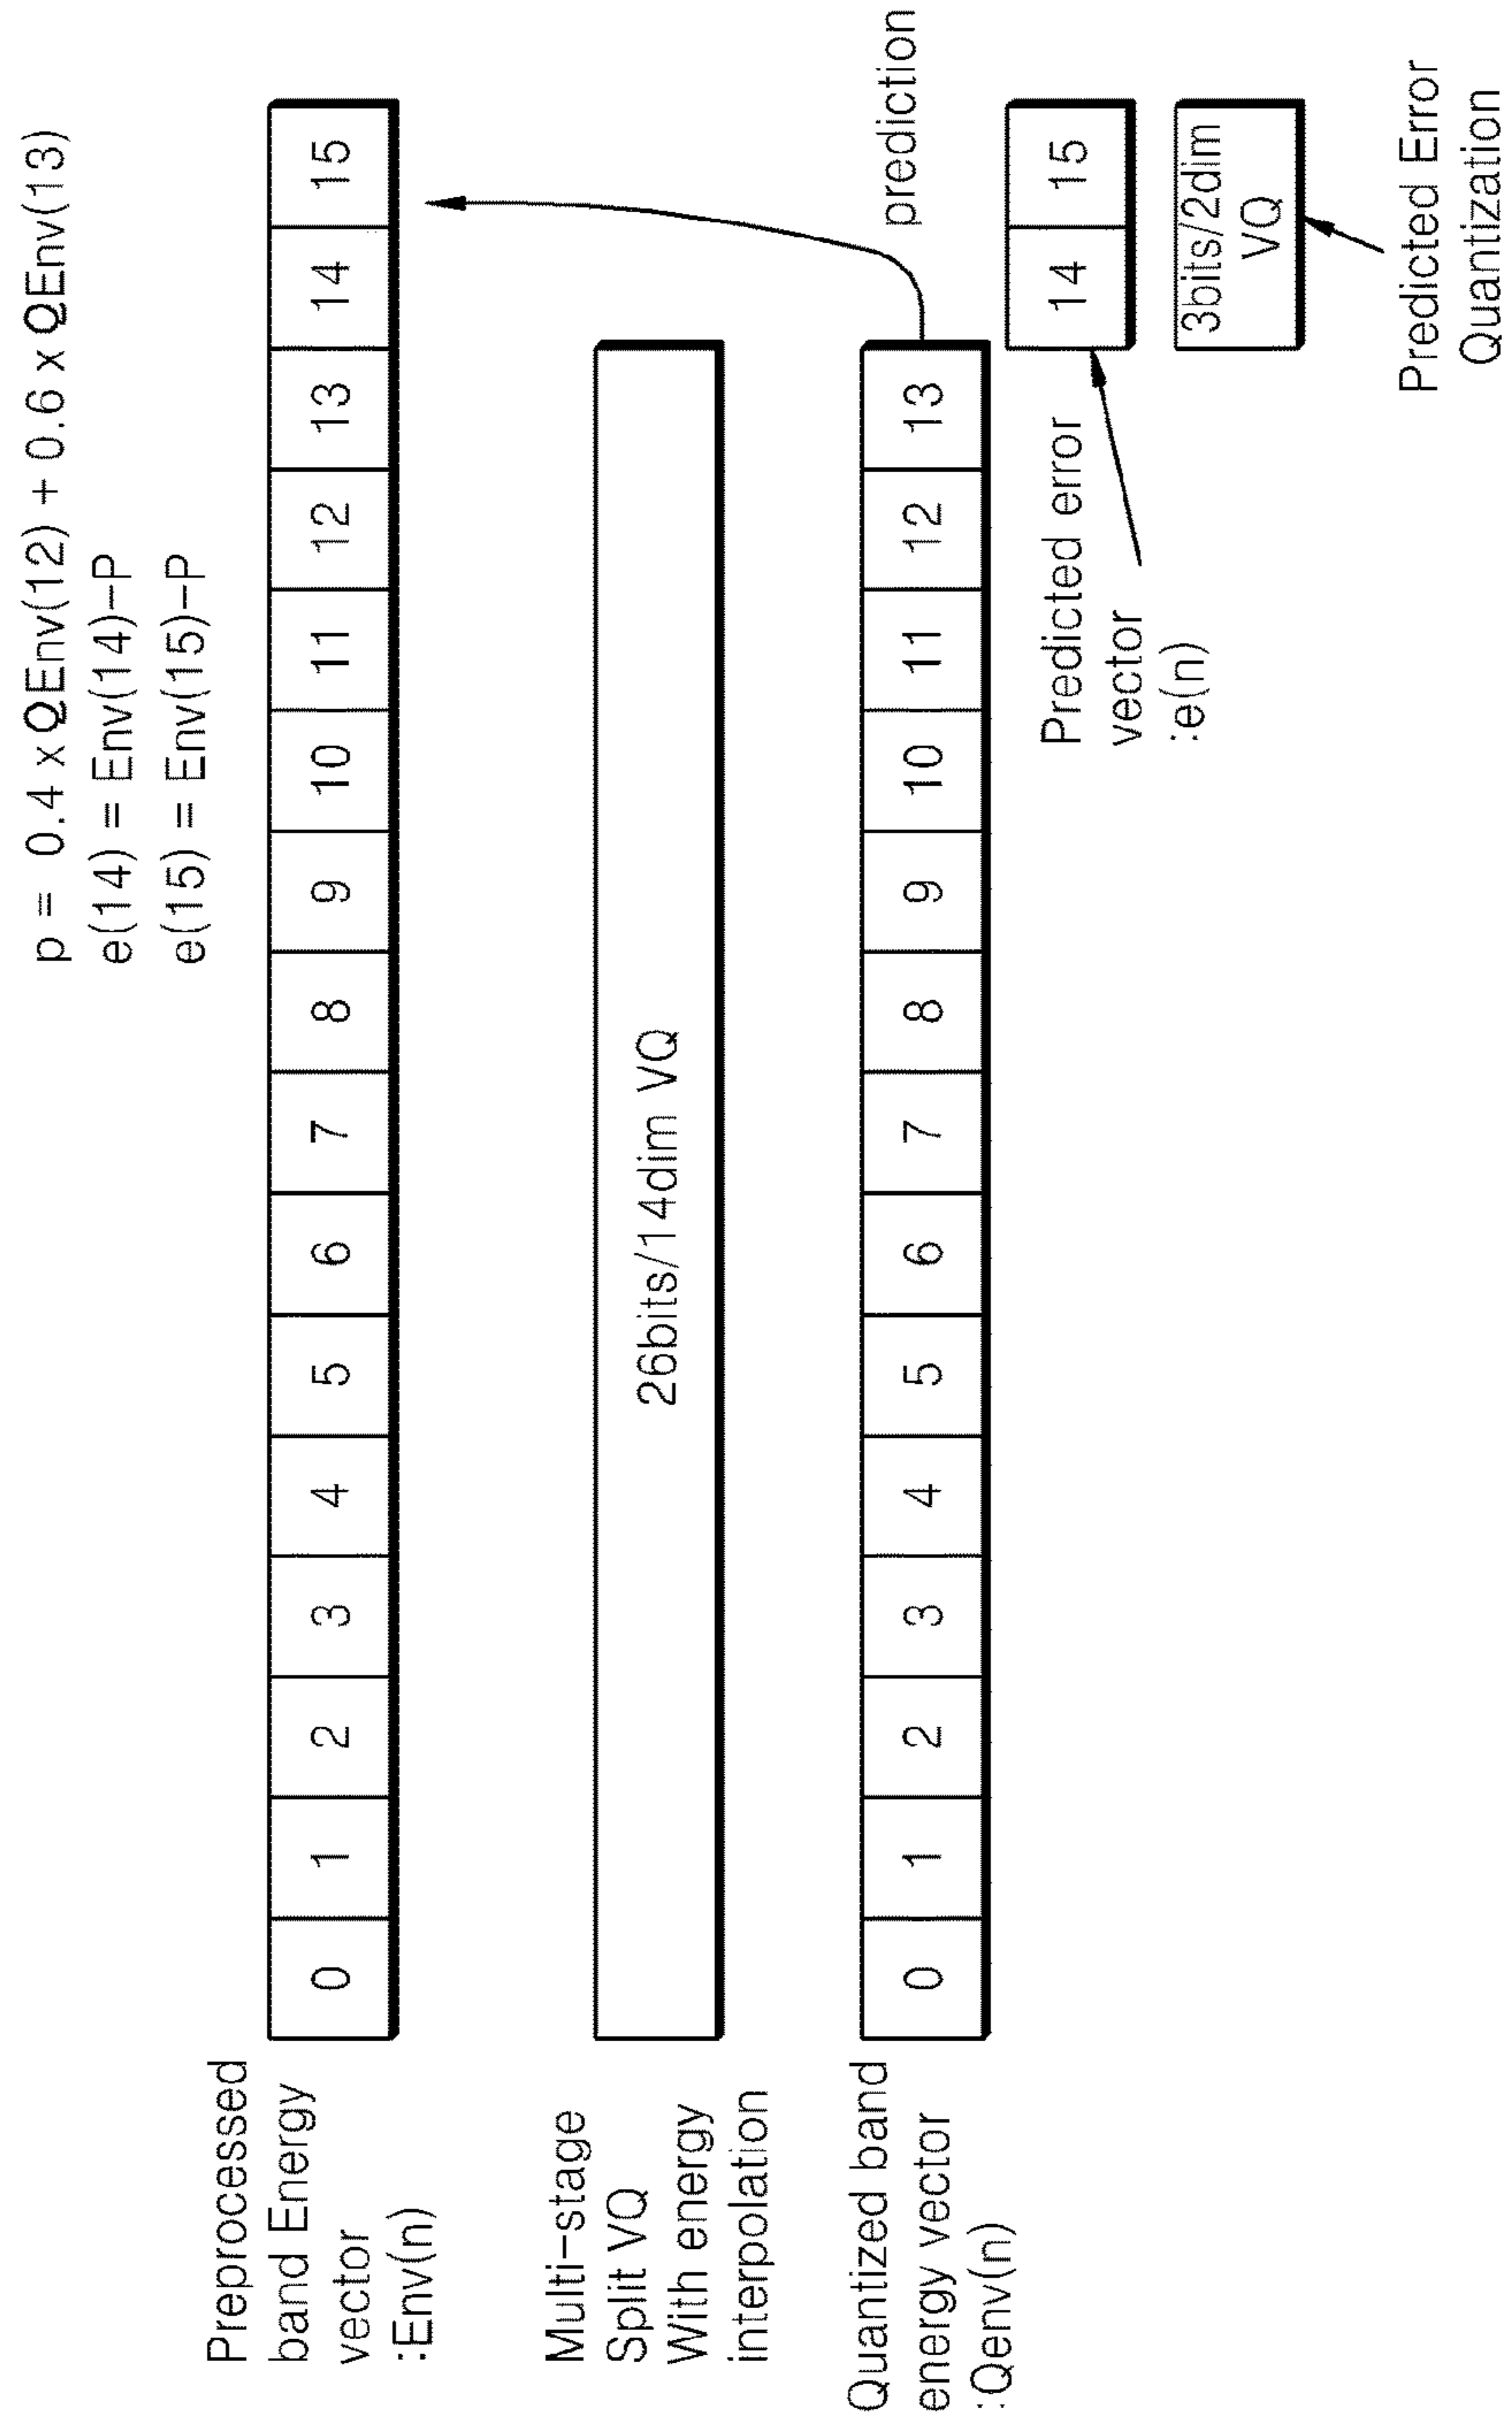 p = 0.4 x QEnv(12) + 0.6 x QEnv(13)
e(14) = Env(14)-P
e(15) = Env(15)-P
Preprocessed
band Energy
vector
:Env(n)
0 1 2 3 4 5 6 7 8 9 10 11 12 13 14 15
Multi-stage
Split VQ
With energy
interpolation
26bits/14dim VQ
Quantized band
energy vector
:Qenv(n)
0 1 2 3 4 5 6 7 8 9 10 11 12 13
prediction
Predicted error
vector
:e(n)
14 15
3bits/2dim
VQ
Predicted Error
Quantization